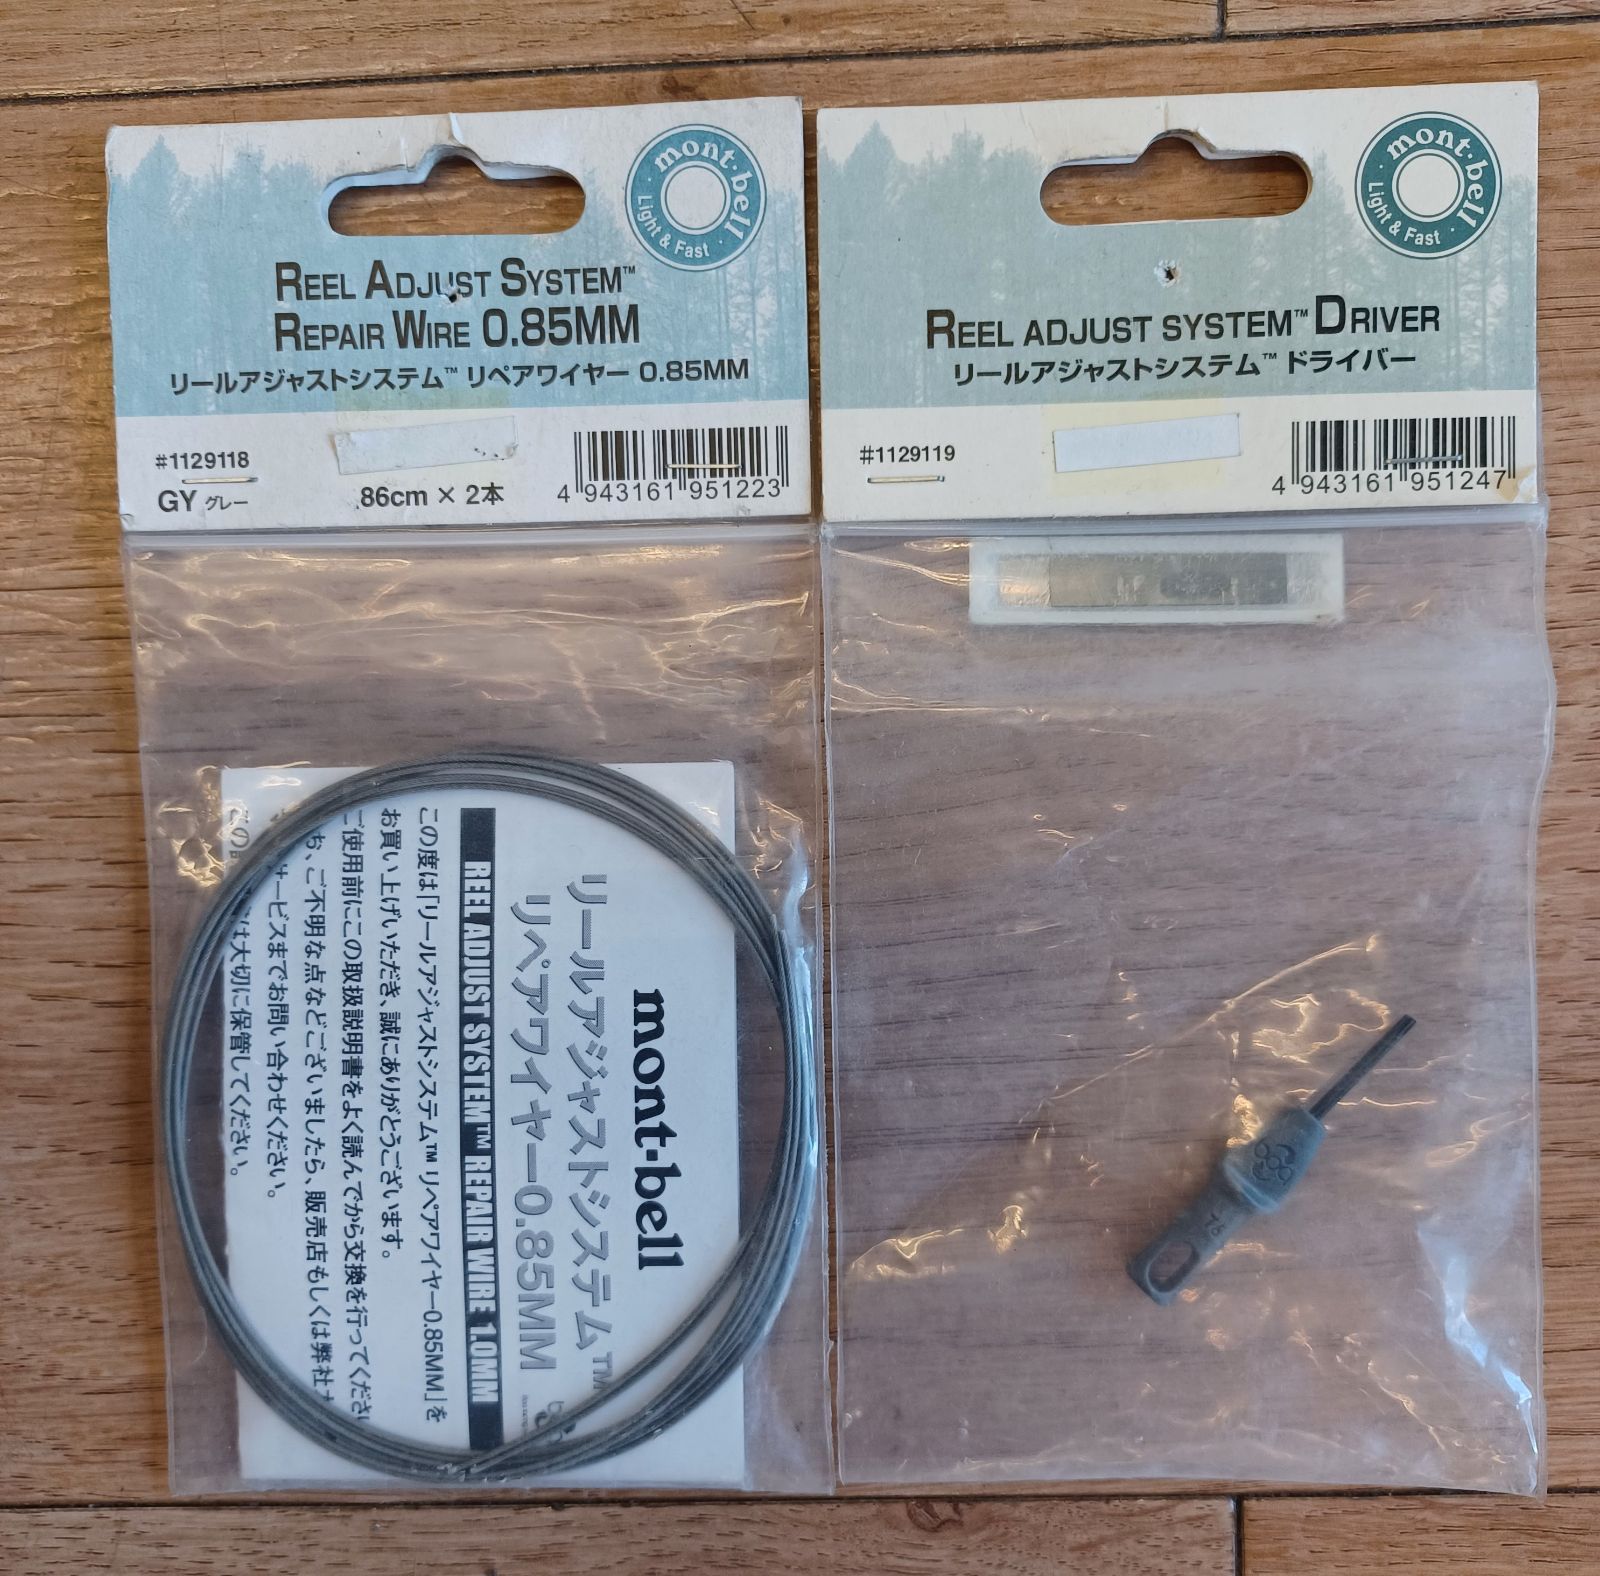 mont-bell
Light & Fast
REEL ADJUST SYSTEM™
REPAIR WIRE 0.85MM
リールアジャストシステム™ リペアワイヤー 0.85MM
#1129118
GY グレー
86cm × 2本
4 943161 951223
mont-bell
リールアジャストシステム™
リペアワイヤー0.85MM
REEL ADJUST SYSTEM™ REPAIR WIRE 1.0MM
この度は「リールアジャストシステム™ リペアワイヤー0.85MM」を
お買い上げいただき、誠にありがとうございます。
ご使用前にこの取扱説明書をよく読んでから交換を行ってくださ
お、ご不明な点などございましたら、販売店もしくは弊社カ
サービスまでお問い合わせください。
この は大切に保管してください。
mont-bell
Light & Fast
REEL ADJUST SYSTEM™ DRIVER
リールアジャストシステム™ ドライバー
#1129119
4 943161 951247
76